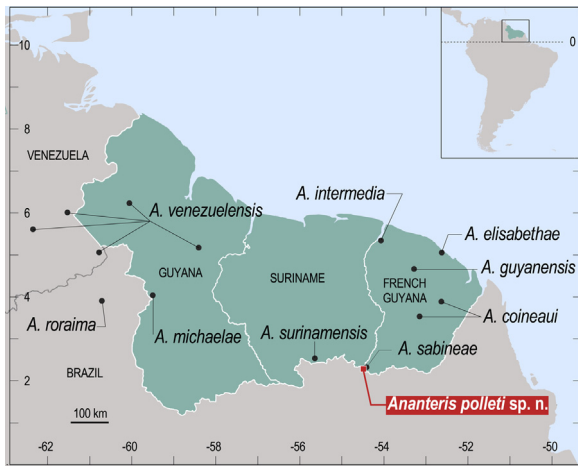 10
0
8
VENEZUELA
A. intermedia
6
A. venezuelensis
A. elisabethae
A. guyanensis
GUYANA
SURINAME
FRENCH
GUYANA
4
A. coineaui
A. roraima
A. michaelae
A. surinamensis
A. sabineae
BRAZIL
2
Ananteris polleti sp. n.
100 km
-62
-60
-58
-56
-54
-52
-50